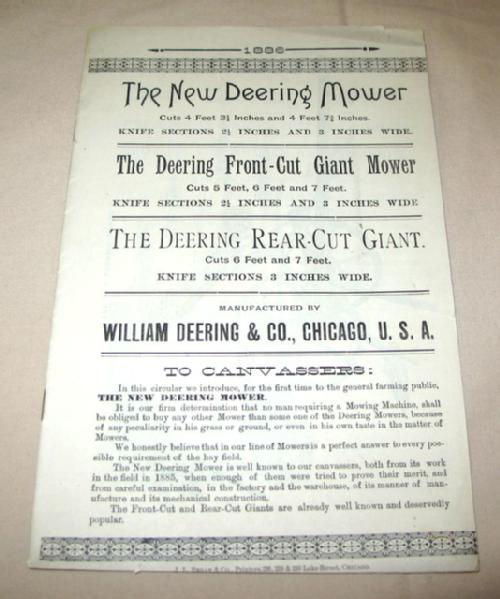 1886
The New Deering Mower
Cuts 4 Feet 3½ Inches and 4 Feet 7½ Inches.
KNIFE SECTIONS 2½ INCHES AND 3 INCHES WIDE.
The Deering Front-Cut Giant Mower
Cuts 5 Feet, 6 Feet and 7 Feet.
KNIFE SECTIONS 2½ INCHES AND 3 INCHES WIDE
THE DEERING REAR-CUT GIANT.
Cuts 6 Feet and 7 Feet.
KNIFE SECTIONS 3 INCHES WIDE.
MANUFACTURED BY
WILLIAM DEERING & CO., CHICAGO, U. S. A.
TO CANVASSERS:
In this circular we introduce, for the first time to the general farming public,
THE NEW DEERING MOWER.
It is our firm determination that no man requiring a Mowing Machine, shall
be obliged to buy any other Mower than some one of the Deering Mowers, because
of any peculiarity in his grass or ground, or even in his own taste in the matter of
Mowers.
We honestly believe that in our line of Mowers is a perfect answer to every pos-
sible requirement of the hay field.
The New Deering Mower is well known to our canvassers, both from its work
in the field in 1885, when enough of them were tried to prove their merit, and
from careful examination, in the factory and the warehouse, of its manner of man-
ufacture and its mechanical construction.
The Front-Cut and Rear-Cut Giants are already well known and deservedly
popular.
& Co., Printers, Lake Street, CHICAGO.